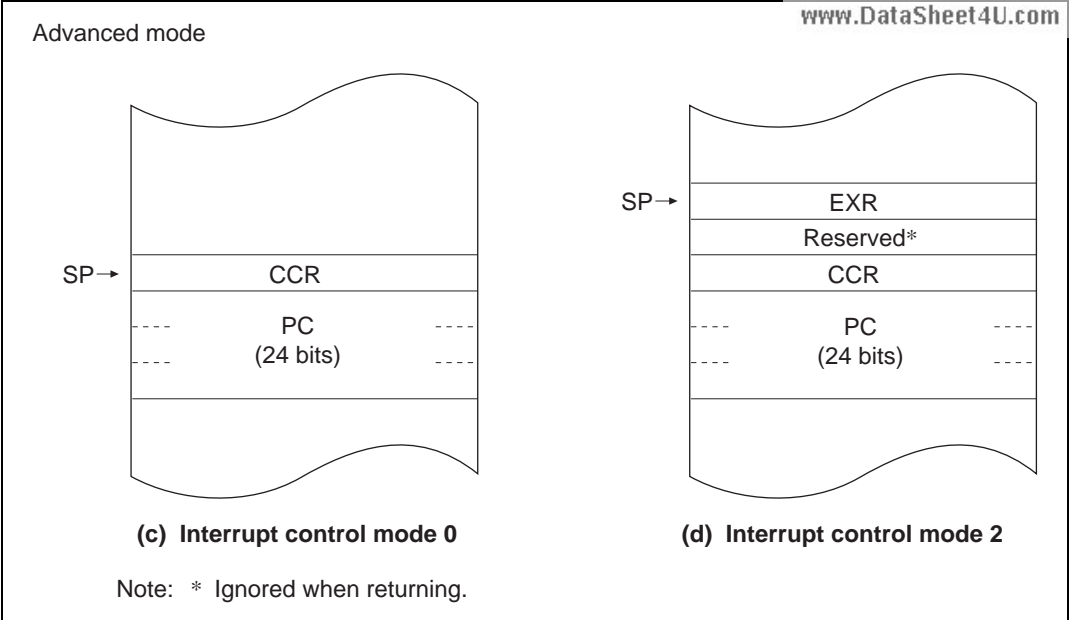 www.DataSheet4U.com
Advanced mode
SP→
CCR
PC
(24 bits)
(c) Interrupt control mode 0
SP→
EXR
Reserved*
CCR
PC
(24 bits)
(d) Interrupt control mode 2
Note: * Ignored when returning.